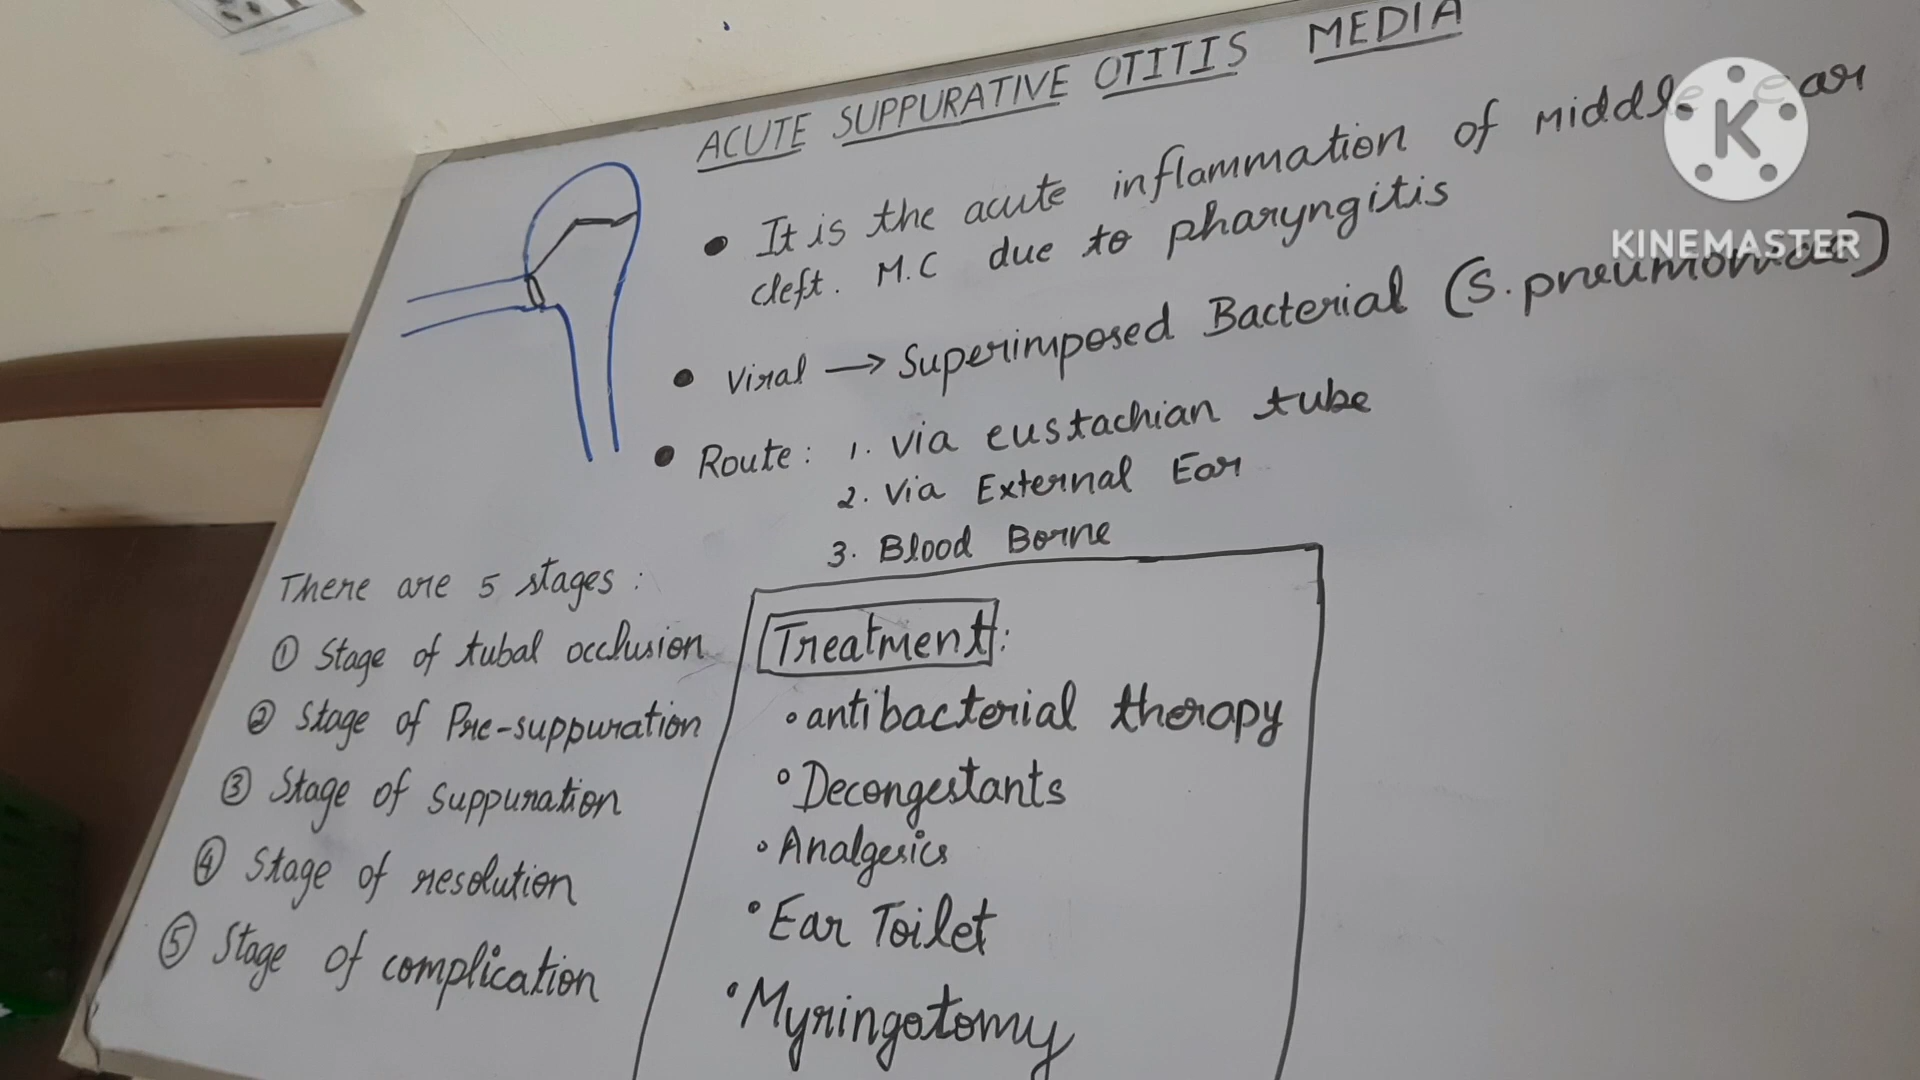 ACUTE SUPPURATIVE OTITIS MEDIA
• It is the acute inflammation of middle ear
cleft. M.C due to pharyngitis
• Viral → Superimposed Bacterial (S. pneumoniae)
• Route: 1. via eustachian tube
2. Via External Ear
3. Blood Borne
There are 5 stages:
① Stage of tubal occlusion
② Stage of Pre-suppuration
③ Stage of suppuration
④ Stage of resolution
⑤ Stage of complication
Treatment:
• antibacterial therapy
• Decongestants
• Analgesics
• Ear Toilet
• Myringotomy
K
KINEMASTER